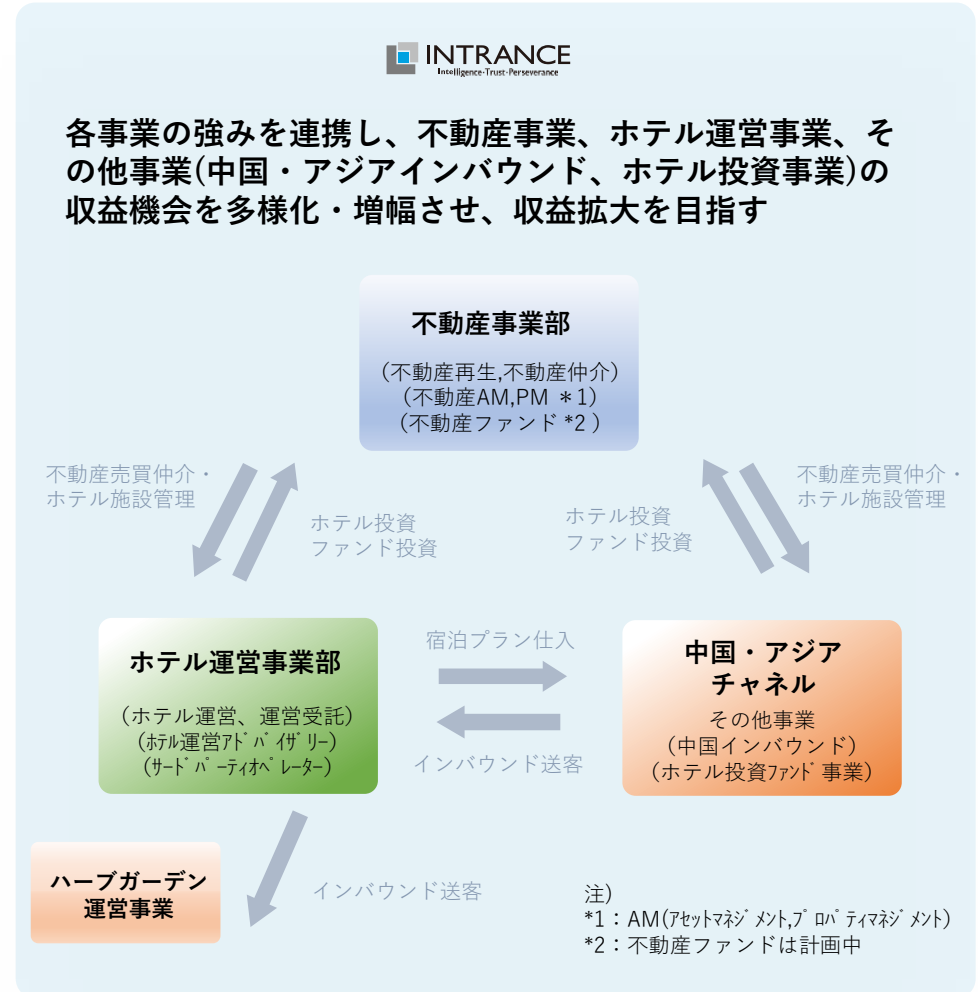 INTRANCE
Intelligence・Trust・Perseverance
各事業の強みを連携し、不動産事業、ホテル運営事業、そ
の他事業(中国・アジアインバウンド、ホテル投資事業)の
収益機会を多様化・増幅させ、収益拡大を目指す
不動産事業部
(不動産再生,不動産仲介)
(不動産AM,PM ＊1)
(不動産ファンド *2 )
不動産売買仲介・
ホテル施設管理
ホテル投資
ファンド投資
ホテル投資
ファンド投資
不動産売買仲介・
ホテル施設管理
ホテル運営事業部
(ホテル運営、運営受託)
(ﾎﾃﾙ運営ｱﾄﾞﾊﾞｲｻﾞﾘｰ)
(ｻｰﾄﾞﾊﾟｰﾃｨｵﾍﾟﾚｰﾀｰ)
宿泊プラン仕入
インバウンド送客
中国・アジア
チャネル
その他事業
(中国インバウンド)
(ホテル投資ﾌｧﾝﾄﾞ事業)
ハーブガーデン
運営事業
インバウンド送客
注)
*1：AM(ｱｾｯﾄﾏﾈｼﾞﾒﾝﾄ,ﾌﾟﾛﾊﾟﾃｨﾏﾈｼﾞﾒﾝﾄ)
*2：不動産ファンドは計画中